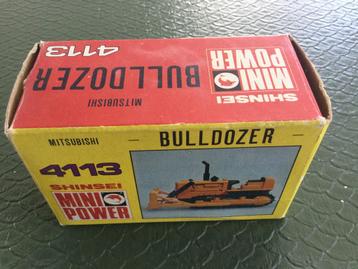 4113
MITSUBISHI
BULLDOZER
SHINSEI
MINI
POWER
MITSUBISHI
BULLDOZER
4113
SHINSEI
MINI
POWER